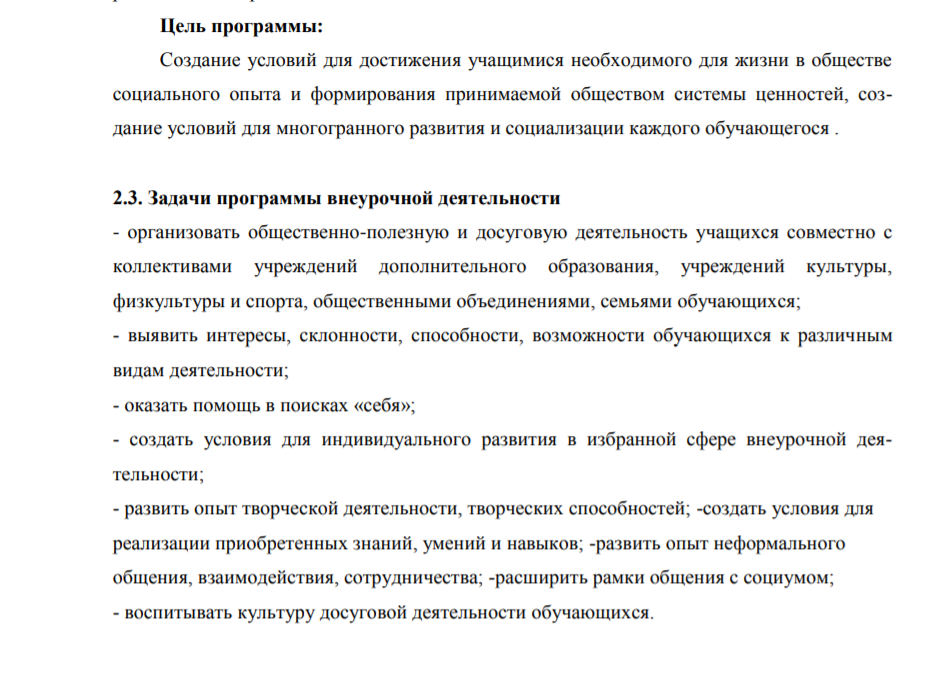 Цель программы:
Создание условий для достижения учащимися необходимого для жизни в обществе
социального опыта и формирования принимаемой обществом системы ценностей, соз-
дание условий для многогранного развития и социализации каждого обучающегося .
2.3. Задачи программы внеурочной деятельности
- организовать общественно-полезную и досуговую деятельность учащихся совместно с
коллективами учреждений дополнительного образования, учреждений культуры,
физкультуры и спорта, общественными объединениями, семьями обучающихся;
- выявить интересы, склонности, способности, возможности обучающихся к различным
видам деятельности;
- оказать помощь в поисках «себя»;
- создать условия для индивидуального развития в избранной сфере внеурочной дея-
тельности;
- развить опыт творческой деятельности, творческих способностей; -создать условия для
реализации приобретенных знаний, умений и навыков; -развить опыт неформального
общения, взаимодействия, сотрудничества; -расширить рамки общения с социумом;
- воспитывать культуру досуговой деятельности обучающихся.